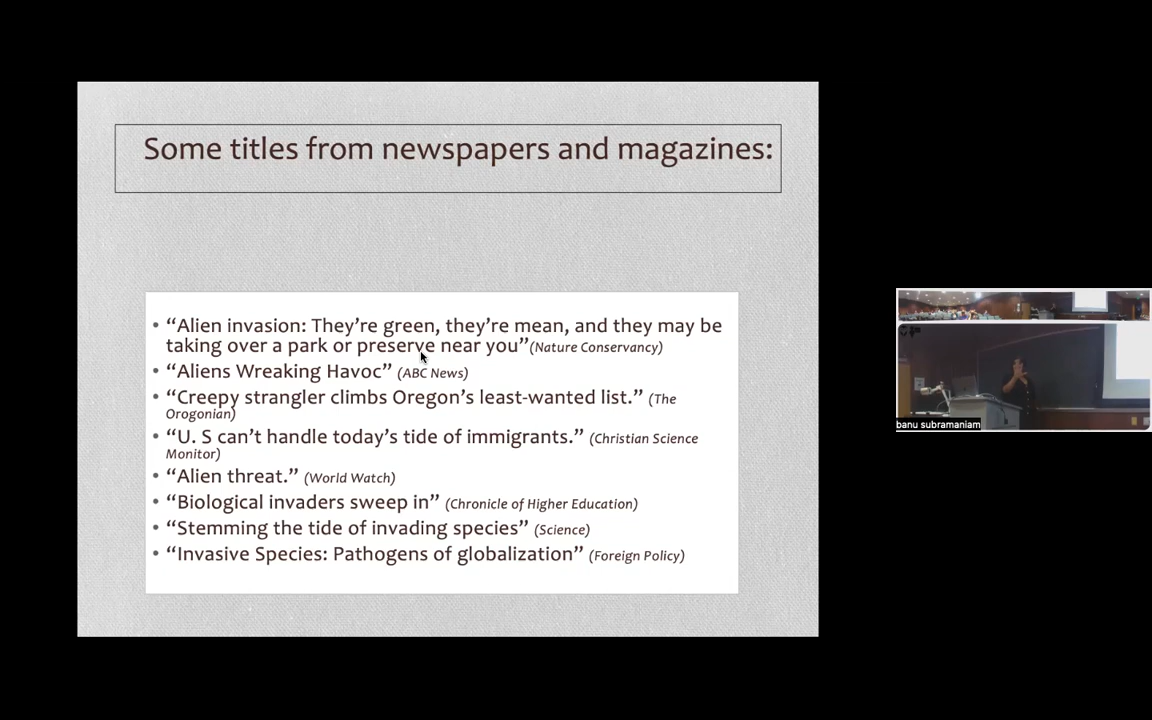 Some titles from newspapers and magazines:
• “Alien invasion: They’re green, they’re mean, and they may be
taking over a park or preserve near you”(Nature Conservancy)
• “Aliens Wreaking Havoc” (ABC News)
• “Creepy strangler climbs Oregon’s least-wanted list.” (The
Orogonian)
• “U. S can’t handle today’s tide of immigrants.” (Christian Science
Monitor)
• “Alien threat.” (World Watch)
• “Biological invaders sweep in” (Chronicle of Higher Education)
• “Stemming the tide of invading species” (Science)
• “Invasive Species: Pathogens of globalization” (Foreign Policy)
banu subramaniam